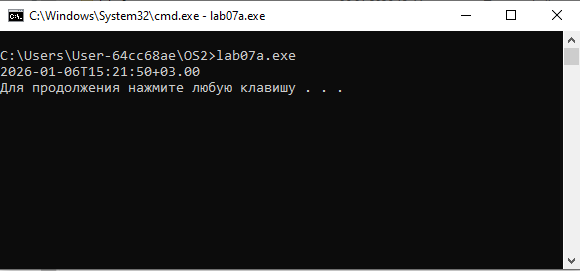 C:\Windows\System32\cmd.exe - lab07a.exe
C:\Users\User-64cc68ae\OS2>lab07a.exe
2026-01-06T15:21:50+03.00
Для продолжения нажмите любую клавишу . . .